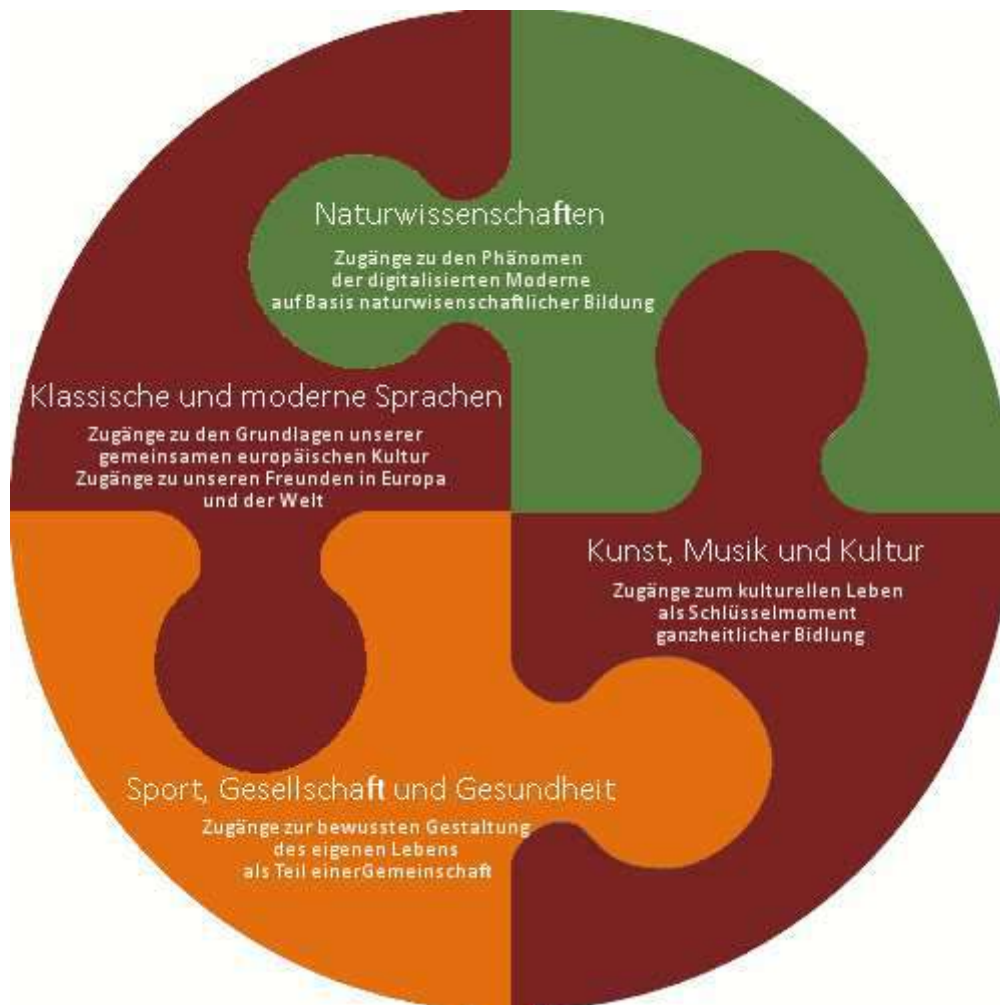 Naturwissenschaften
Zugänge zu den Phänomen
der digitalisierten Moderne
auf Basis naturwisenschaftlicher Bildung
Klassische und moderne Sprachen
Zugänge zu den Grundlagen unserer
gemeinsamen europäischen Kultur
Zugänge zu unseren Freunden in Europa
und der Welt
Kunst, Musik und Kultur
Zugänge zum kulturellen Leben
als Schlüsselmoment
ganzheitlicher Bidlung
Sport, Gesellschaft und Gesundheit
Zugänge zur bewussten Gestaltung
des eigenen Lebens
als Teil einerGemeinschaft